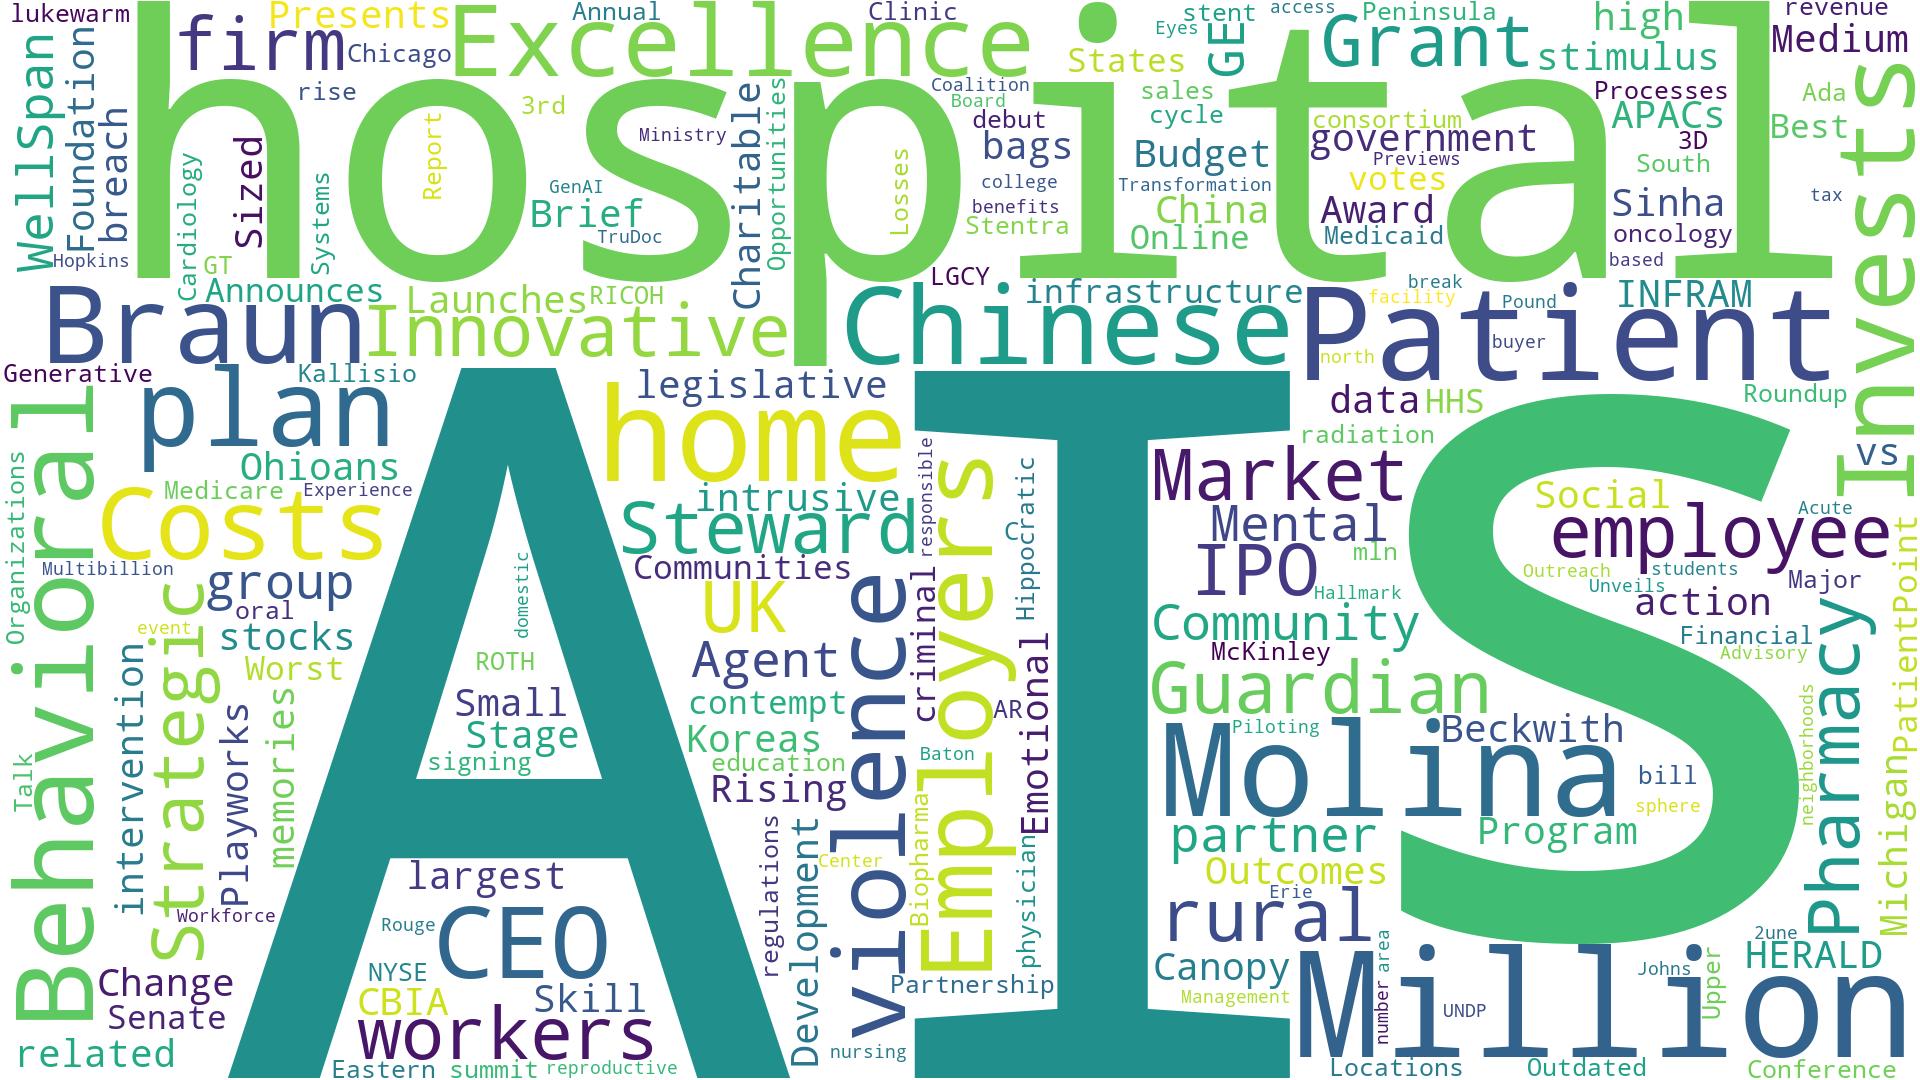 lukewarm
firm
Presents
Chicago
Excellence
Annual
Clinic
Eyes
stent
access
GE
Peninsula
Grant
high
stimulus
revenue
Medium
WellSpan
Foundation
breach
hospital
rise
3rd
States
Coalition
Board
sales
cycle
debut
bags
Budget
consortium
government
Previews
votes
Processes
APACs
3D
South
Ada
Best
Invests
Cardiology
Sized
Systems
Report
Ministry
GenAI
Brief
TruDoc
Charitable
Opportunities
Losses
college
benefits
Stentra
Transformation
China
Online
Award
Medicaid
Sinha
oncology
based
tax
Hopkins
GT
Announces
Launches
RICOH
LGCY
infrastructure
break
facility
Pound
INFRAM
Braun
Innovative
Chinese
Patient
north
buyer
Generative
Kallisio
plan
home
legislative
data
HHS
Roundup
radiation
vs
Behavioral
Organizations
Ohioans
Medicare
Experience
Costs
intrusive
Steward
responsible
Employers
Hippocratic
C
AI
S
Market
Mental
IPO
mln
Social
employee
Acute
Multibillion
group
oral
stocks
event
Worst
Strategic
intervention
Playworks
memories
Talk
domestic
ROTH
Small
Stage
signing
Communities
UK
Agent
contempt
Koreas
education
Rising
violence
criminal
AR
Emotional
Baton
Biopharma
physician
Hallmark
Community
McKinley
Guardian
Outreach
students
Unveils
Major
action
Financial
Advisory
Molina
Piloting
Beckwith
bill
sphere
partner
Program
Outcomes
Erie
rural
neighborhoods
Pharmacy
PatientPoint
Michigan
Workforce
largest
Rouge
CEO
NYSE
CBIA
Skill
workers
Change
Senate
related
Eastern
summit
reproductive
regulations
Development
Center
Partnership
nursing
Canopy
Management
area
number
Million
UNDP
Johns
Upper
2une
HERALD
Locations
Outdated
Conference